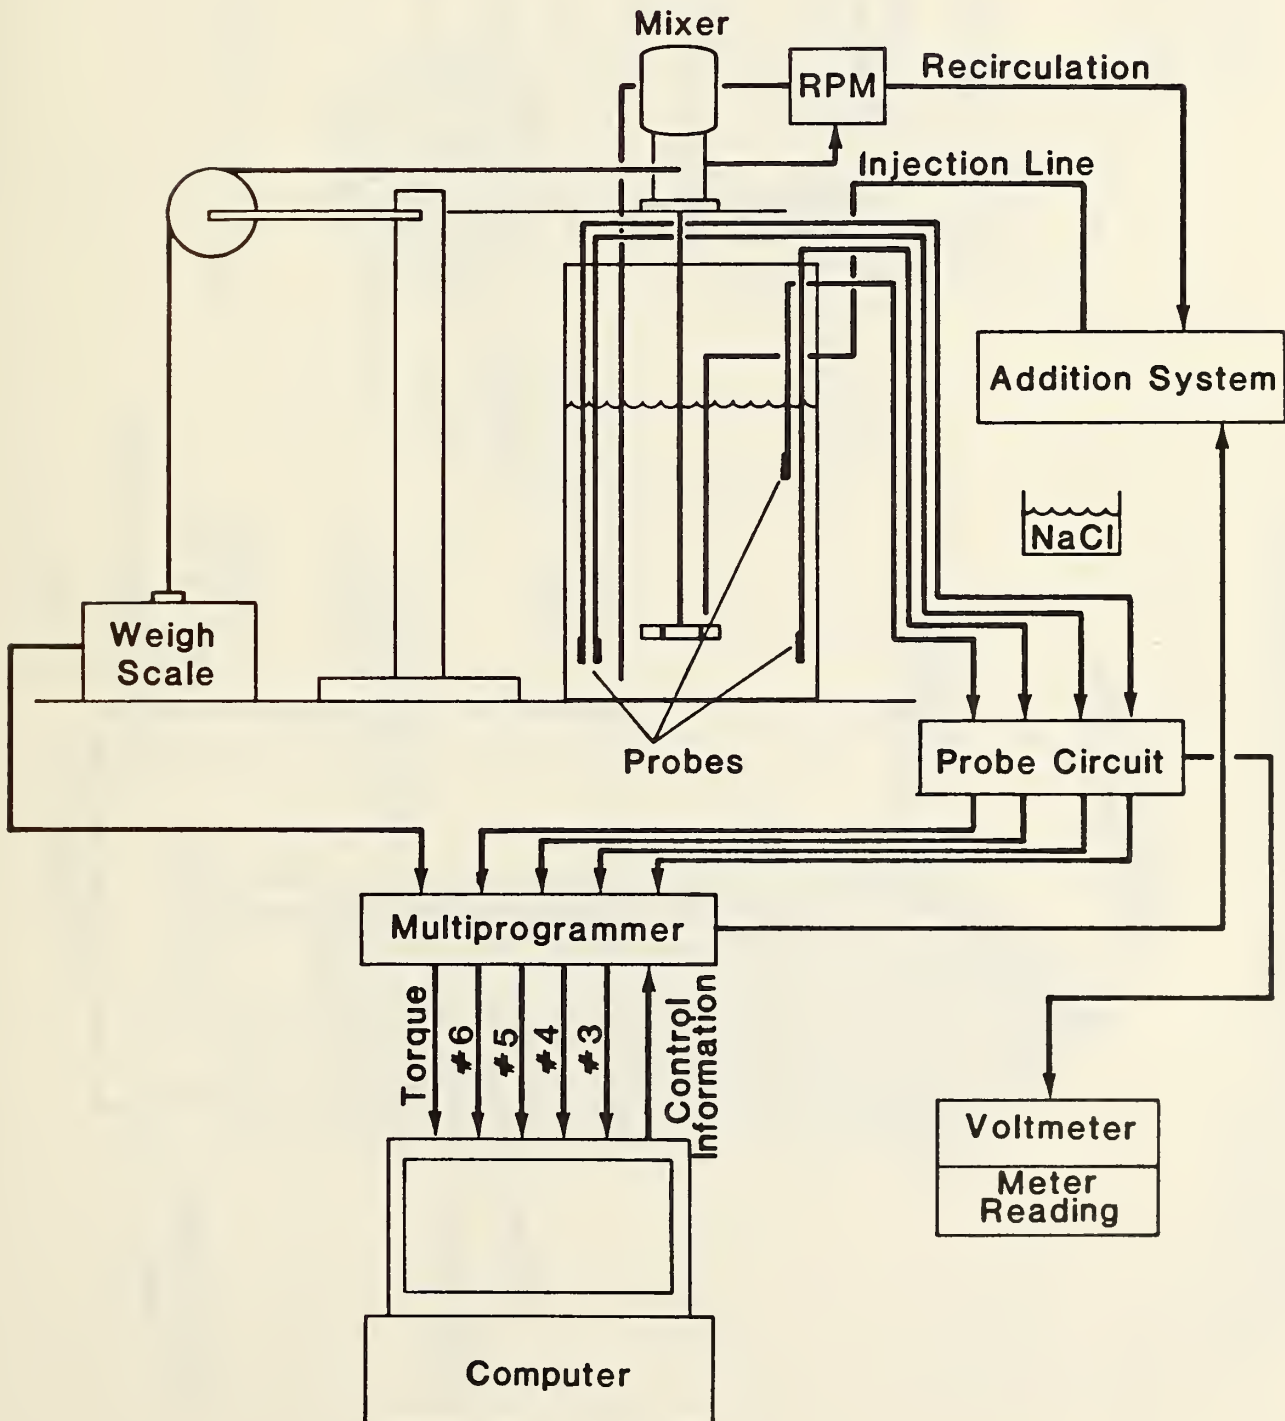 Mixer
RPM
Recirculation
Injection Line
Addition System
NaCl
Weigh
Scale
Probes
Probe Circuit
Multiprogrammer
Torque
#6
#5
#4
#3
Control
Information
Voltmeter
Meter
Reading
Computer